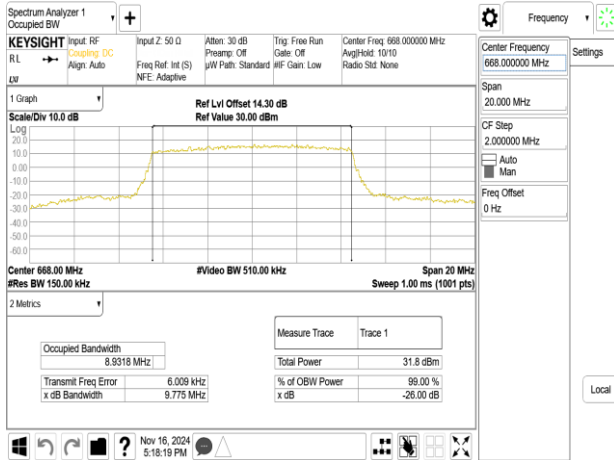 Spectrum Analyzer 1
Occupied BW
Frequency
KEYSIGHT
RL
LXI
Input: RF
Coupling: DC
Align: Auto
Input Z: 50 Ω
Freq Ref: Int (S)
NFE: Adaptive
Atten: 30 dB
Preamp: Off
µW Path: Standard
Trig: Free Run
Gate: Off
#IF Gain: Low
Center Freq: 668.000000 MHz
Avg|Hold: 10/10
Radio Std: None
Center Frequency
668.000000 MHz
Settings
Span
20.000 MHz
CF Step
2.000000 MHz
Auto
Man
Freq Offset
0 Hz
Local
1 Graph
Scale/Div 10.0 dB
Ref Lvl Offset 14.30 dB
Ref Value 30.00 dBm
Log
20.0
10.0
0.00
-10.0
-20.0
-30.0
-40.0
-50.0
-60.0
Center 668.00 MHz
#Video BW 510.00 kHz
Span 20 MHz
#Res BW 150.00 kHz
Sweep 1.00 ms (1001 pts)
2 Metrics
Occupied Bandwidth
8.9318 MHz
Transmit Freq Error 6.009 kHz
x dB Bandwidth 9.775 MHz
Measure Trace Trace 1
Total Power 31.8 dBm
% of OBW Power 99.00 %
x dB -26.00 dB
?
Nov 16, 2024
5:18:19 PM